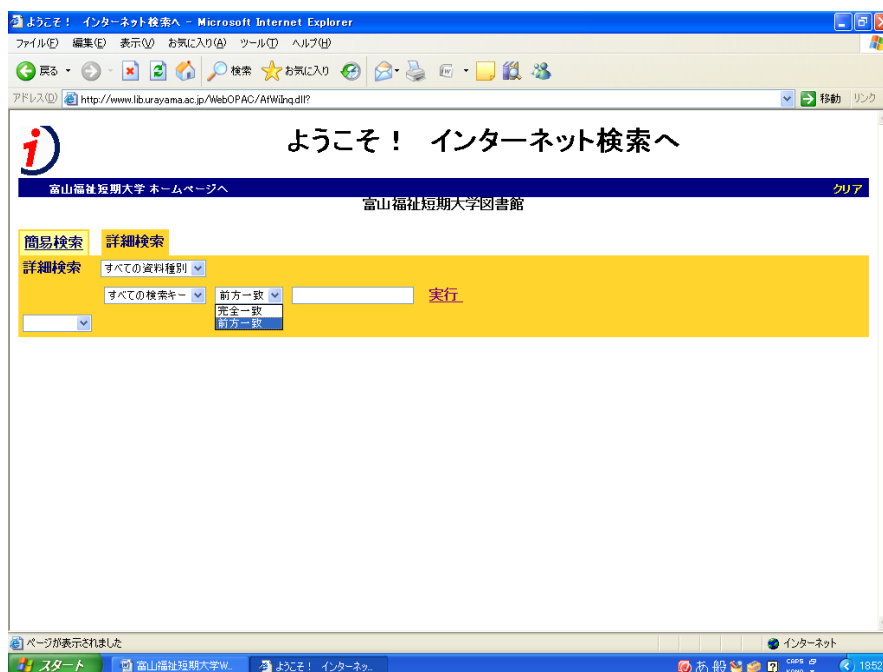 ようこそ！ インターネット検索へ - Microsoft Internet Explorer
ファイル(F) 編集(E) 表示(V) お気に入り(A) ツール(T) ヘルプ(H)
戻る 検索 お気に入り
アドレス(D) http://www.lib.urayama.ac.jp/WebOPAC/AfWiInq.dll? 移動 リンク
ようこそ！ インターネット検索へ
富山福祉短期大学 ホームページへ クリア
富山福祉短期大学図書館
簡易検索 詳細検索
詳細検索 すべての資料種別
すべての検索キー 前方一致 実行
完全一致
前方一致
ページが表示されました インターネット
スタート 富山福祉短期大学W... ようこそ！ インターネッ... あ 般 CAPS 18:52